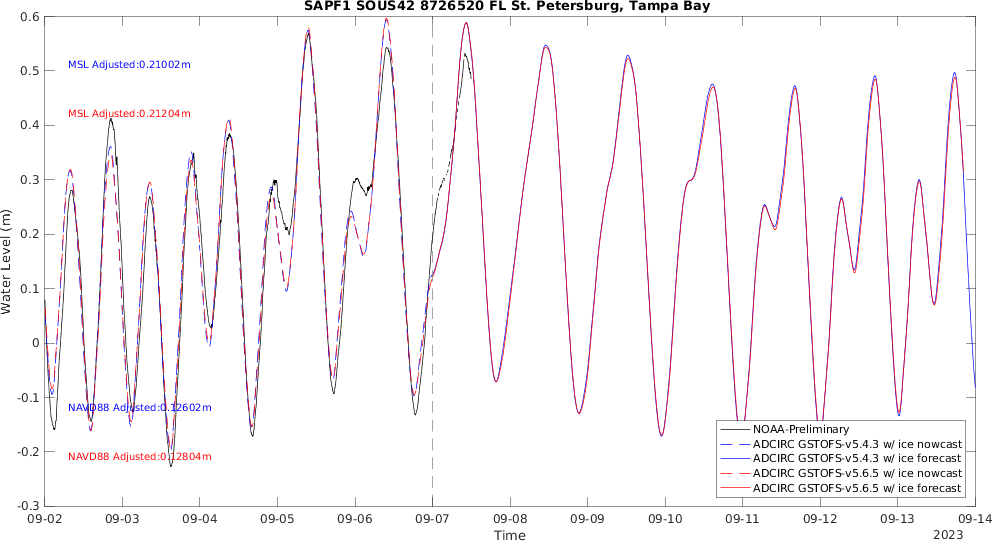 SAPF1 SOUS42 8726520 FL St. Petersburg, Tampa Bay
0.6
0.5
0.4
0.3
0.2
0.1
0
-0.1
-0.2
-0.3
Water Level (m)
MSL Adjusted:0.21002m
MSL Adjusted:0.21204m
NAVD88 Adjusted:0.12602m
NAVD88 Adjusted:0.12804m
NOAA-Preliminary
ADCIRC GSTOFS-v5.4.3 w/ ice nowcast
ADCIRC GSTOFS-v5.4.3 w/ ice forecast
ADCIRC GSTOFS-v5.6.5 w/ ice nowcast
ADCIRC GSTOFS-v5.6.5 w/ ice forecast
09-02 09-03 09-04 09-05 09-06 09-07 09-08 09-09 09-10 09-11 09-12 09-13 09-14
Time
2023